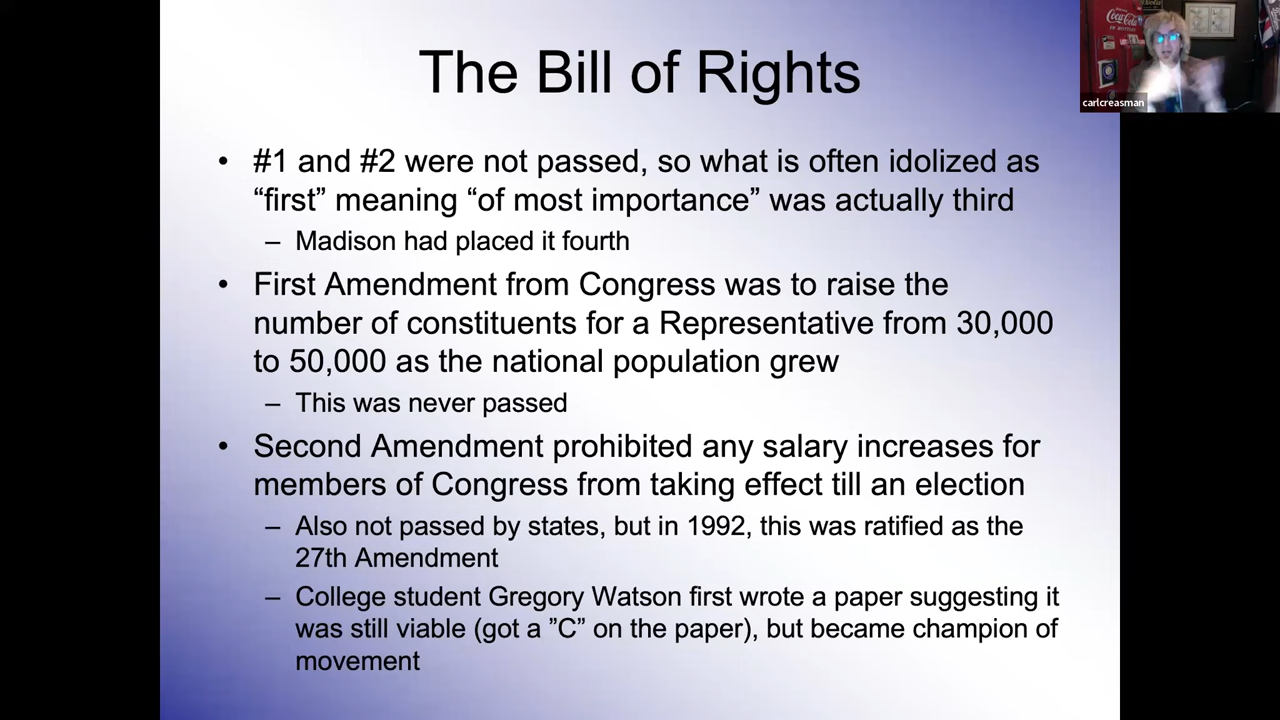 The Bill of Rights
Coca-Cola
carlcreasman
• #1 and #2 were not passed, so what is often idolized as
“first” meaning “of most importance” was actually third
– Madison had placed it fourth
• First Amendment from Congress was to raise the
number of constituents for a Representative from 30,000
to 50,000 as the national population grew
– This was never passed
• Second Amendment prohibited any salary increases for
members of Congress from taking effect till an election
– Also not passed by states, but in 1992, this was ratified as the
27th Amendment
– College student Gregory Watson first wrote a paper suggesting it
was still viable (got a ”C” on the paper), but became champion of
movement